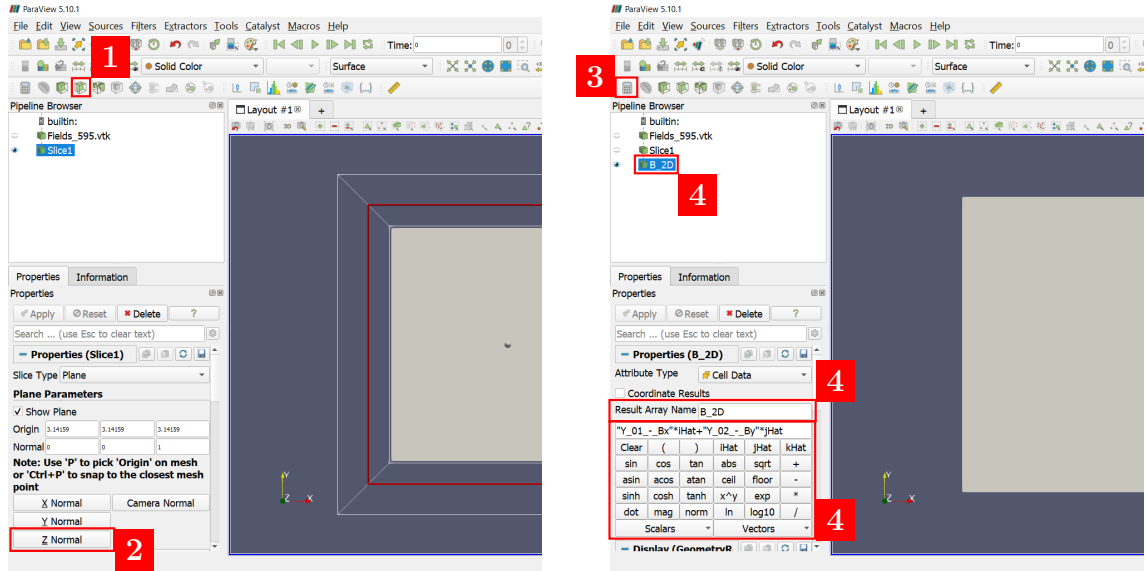 ParaView 5.10.1
File Edit View Sources Filters Extractors Tools Catalyst Macros Help
Time: 0 0
1
Solid Color Surface
Pipeline Browser
builtin:
Fields_595.vtk
Slice1
Layout #1 +
2D
Properties Information
Properties
Apply Reset Delete ?
Search ... (use Esc to clear text)
Properties (Slice1)
Slice Type Plane
Plane Parameters
Show Plane
Origin 3.14159 3.14159 3.14159
Normal 0 0 1
Note: Use 'P' to pick 'Origin' on mesh
or 'Ctrl+P' to snap to the closest mesh
point
X Normal Camera Normal
Y Normal
Z Normal
2
Y
Z X
ParaView 5.10.1
File Edit View Sources Filters Extractors Tools Catalyst Macros Help
Time: 0 0
Solid Color Surface
3
Pipeline Browser
builtin:
Fields_595.vtk
Slice1
B_2D
4
Layout #1 +
2D
Properties Information
Properties
Apply Reset Delete ?
Search ... (use Esc to clear text)
Properties (B_2D)
Attribute Type Cell Data
4
Coordinate Results
Result Array Name B_2D
"Y_01_-_Bx"*iHat+"Y_02_-_By"*jHat
Clear ( ) iHat jHat kHat
sin cos tan abs sqrt +
asin acos atan ceil floor -
sinh cosh tanh x^y exp *
dot mag norm ln log10 /
Scalars Vectors
4
Display (GeometryR
Y
Z X